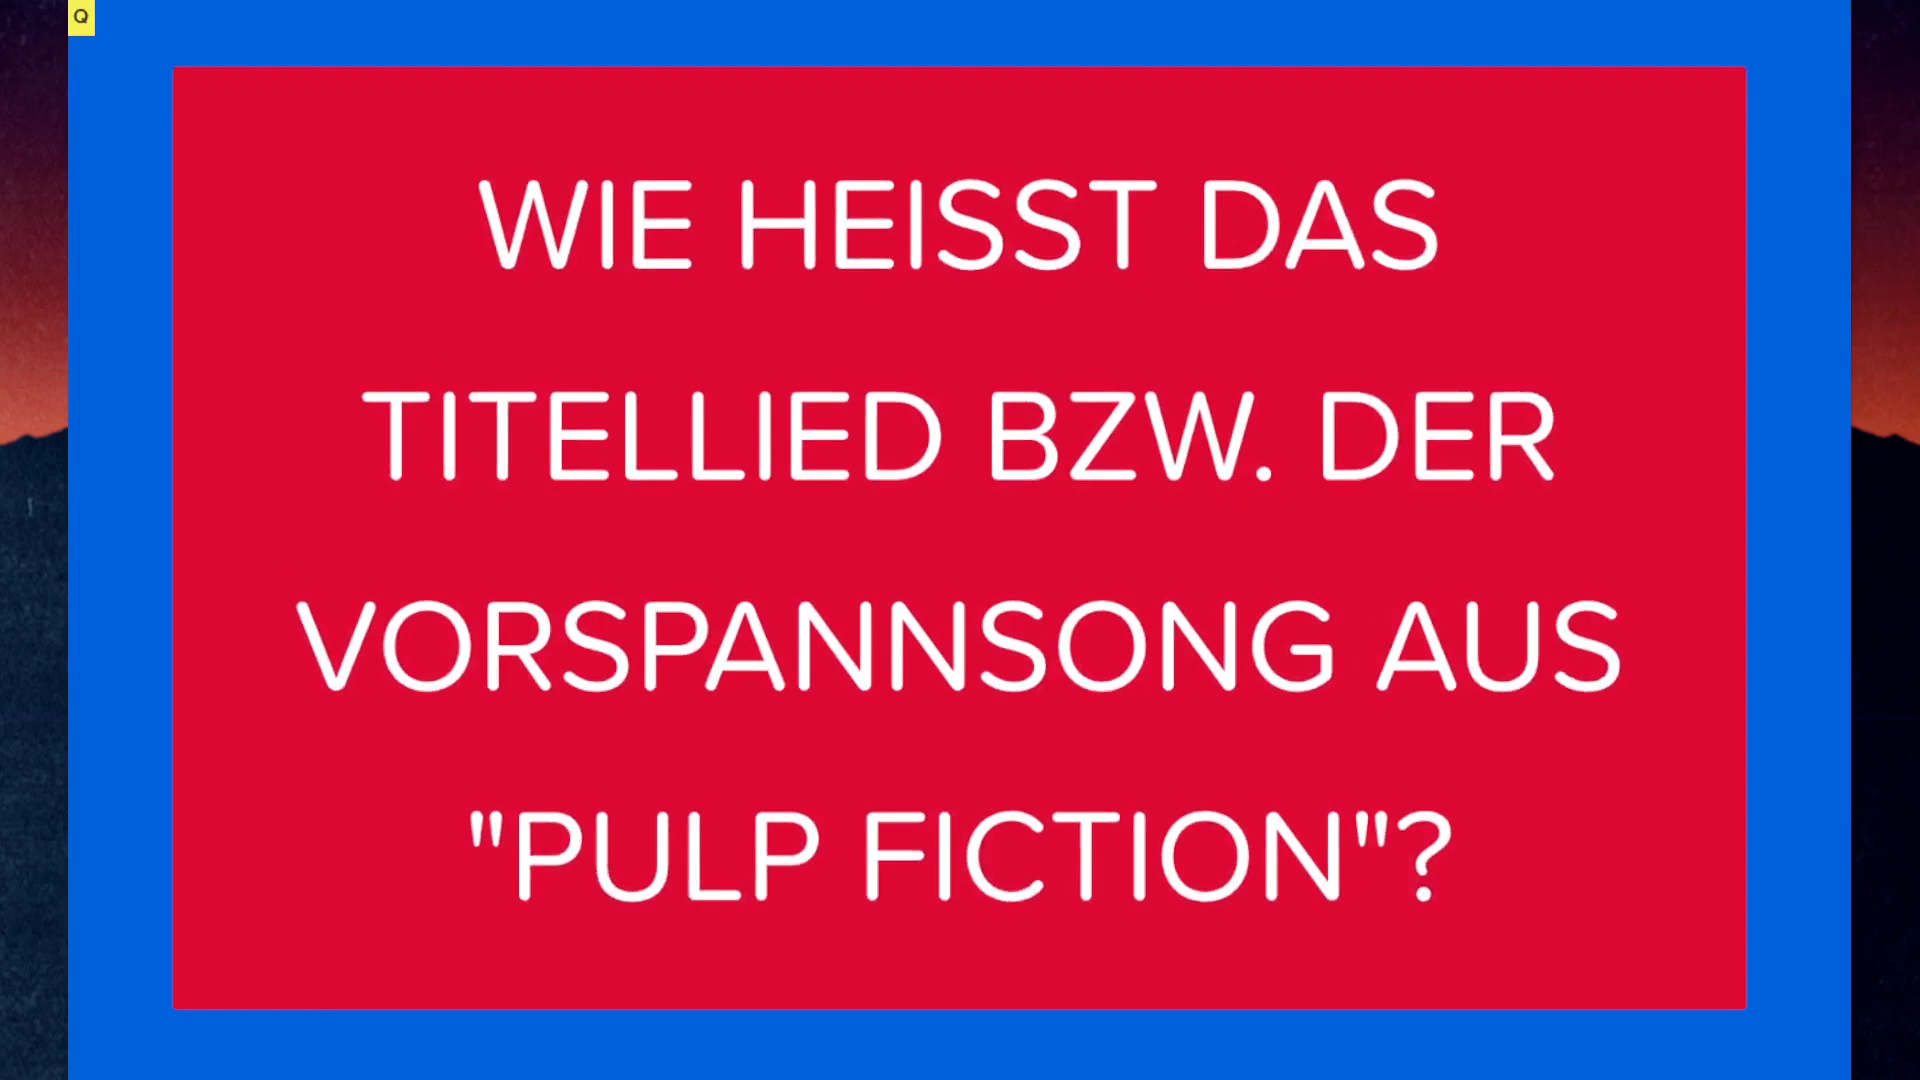 Q
WIE HEISST DAS
TITELLIED BZW. DER
VORSPANNSONG AUS
"PULP FICTION"?